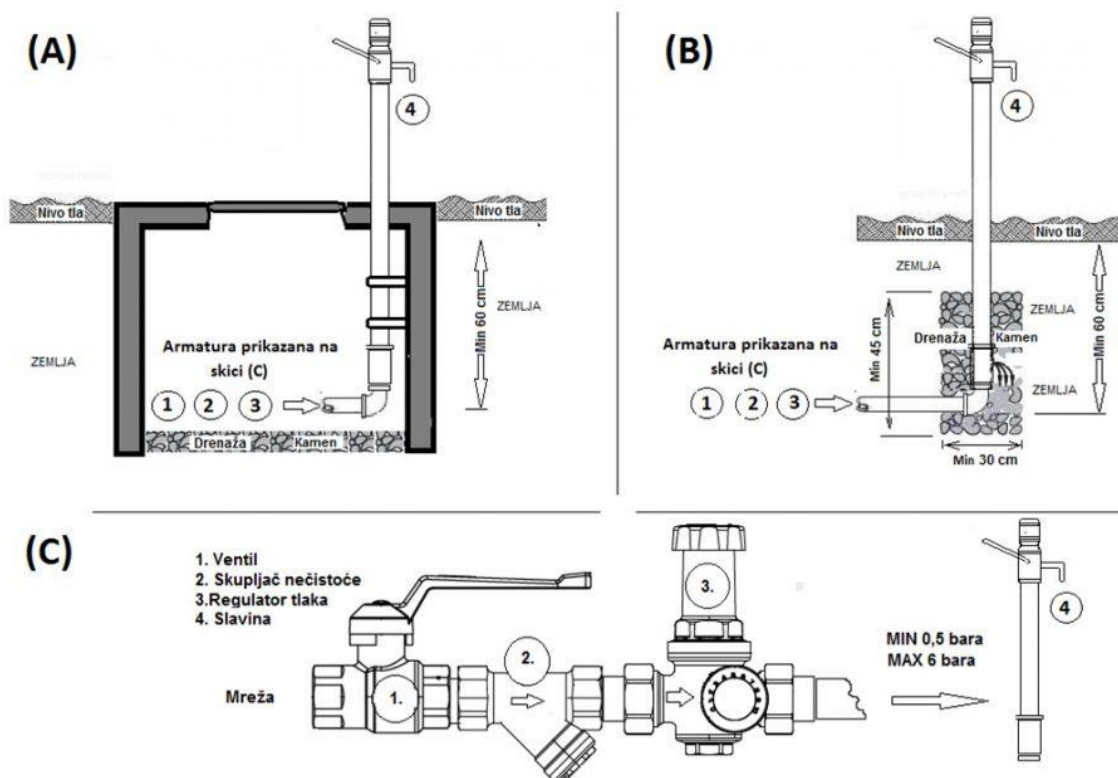 (A)
4
Nivo tla
Nivo tla
ZEMLJA
ZEMLJA
Min 60 cm
Armatura prikazana na
skici (C)
1 2 3
Drenaža Kamen
(B)
4
Nivo tla
Nivo tla
ZEMLJA
ZEMLJA
Min 60 cm
Min 45 cm
Drenaža Kamen
Armatura prikazana na
skici (C)
1 2 3
ZEMLJA
Min 30 cm
(C)
1. Ventil
2. Skupljač nečistoće
3.Regulator tlaka
4. Slavina
Mreža
1.
2.
3.
MIN 0,5 bara
MAX 6 bara
4